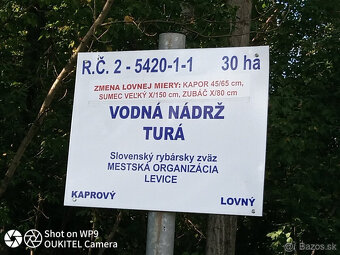 R.Č. 2 - 5420-1-1 30 ha
ZMENA LOVNEJ MIERY: KAPOR 45/65 cm,
SUMEC VEĽKÝ X/150 cm, ZUBÁČ X/80 cm
VODNÁ NÁDRŽ
TURÁ
Slovenský rybársky zväz
MESTSKÁ ORGANIZÁCIA
LEVICE
KAPROVÝ LOVNÝ
Shot on WP9
OUKITEL Camera
Bazos.sk